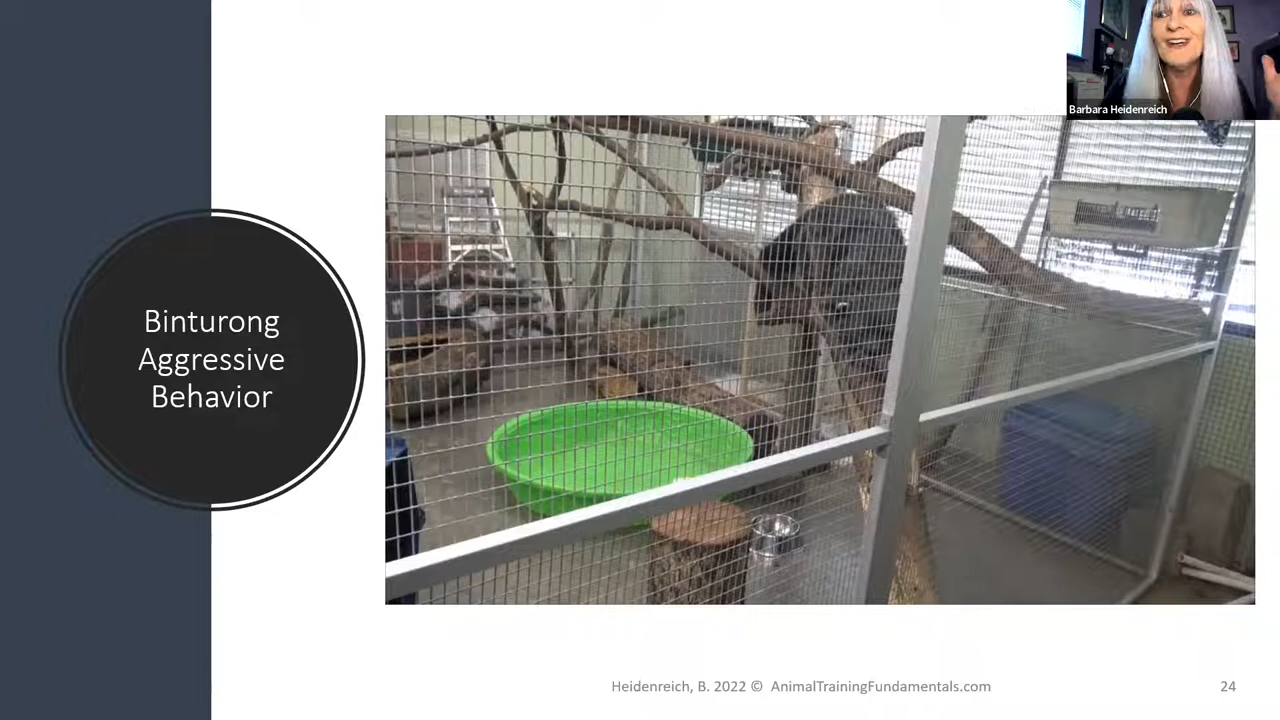 Barbara Heidenreich
Binturong
Aggressive
Behavior
Heidenreich, B. 2022 © AnimalTrainingFundamentals.com
24